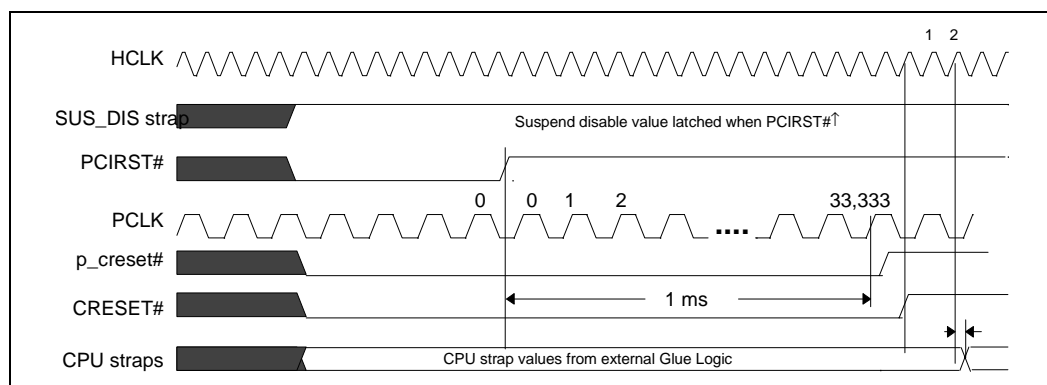 1 2
HCLK
SUS_DIS strap
Suspend disable value latched when PCIRST#↑
PCIRST#
0 0 1 2 33,333
PCLK
....
p_creset#
1 ms
CRESET#
CPU straps
CPU strap values from external Glue Logic